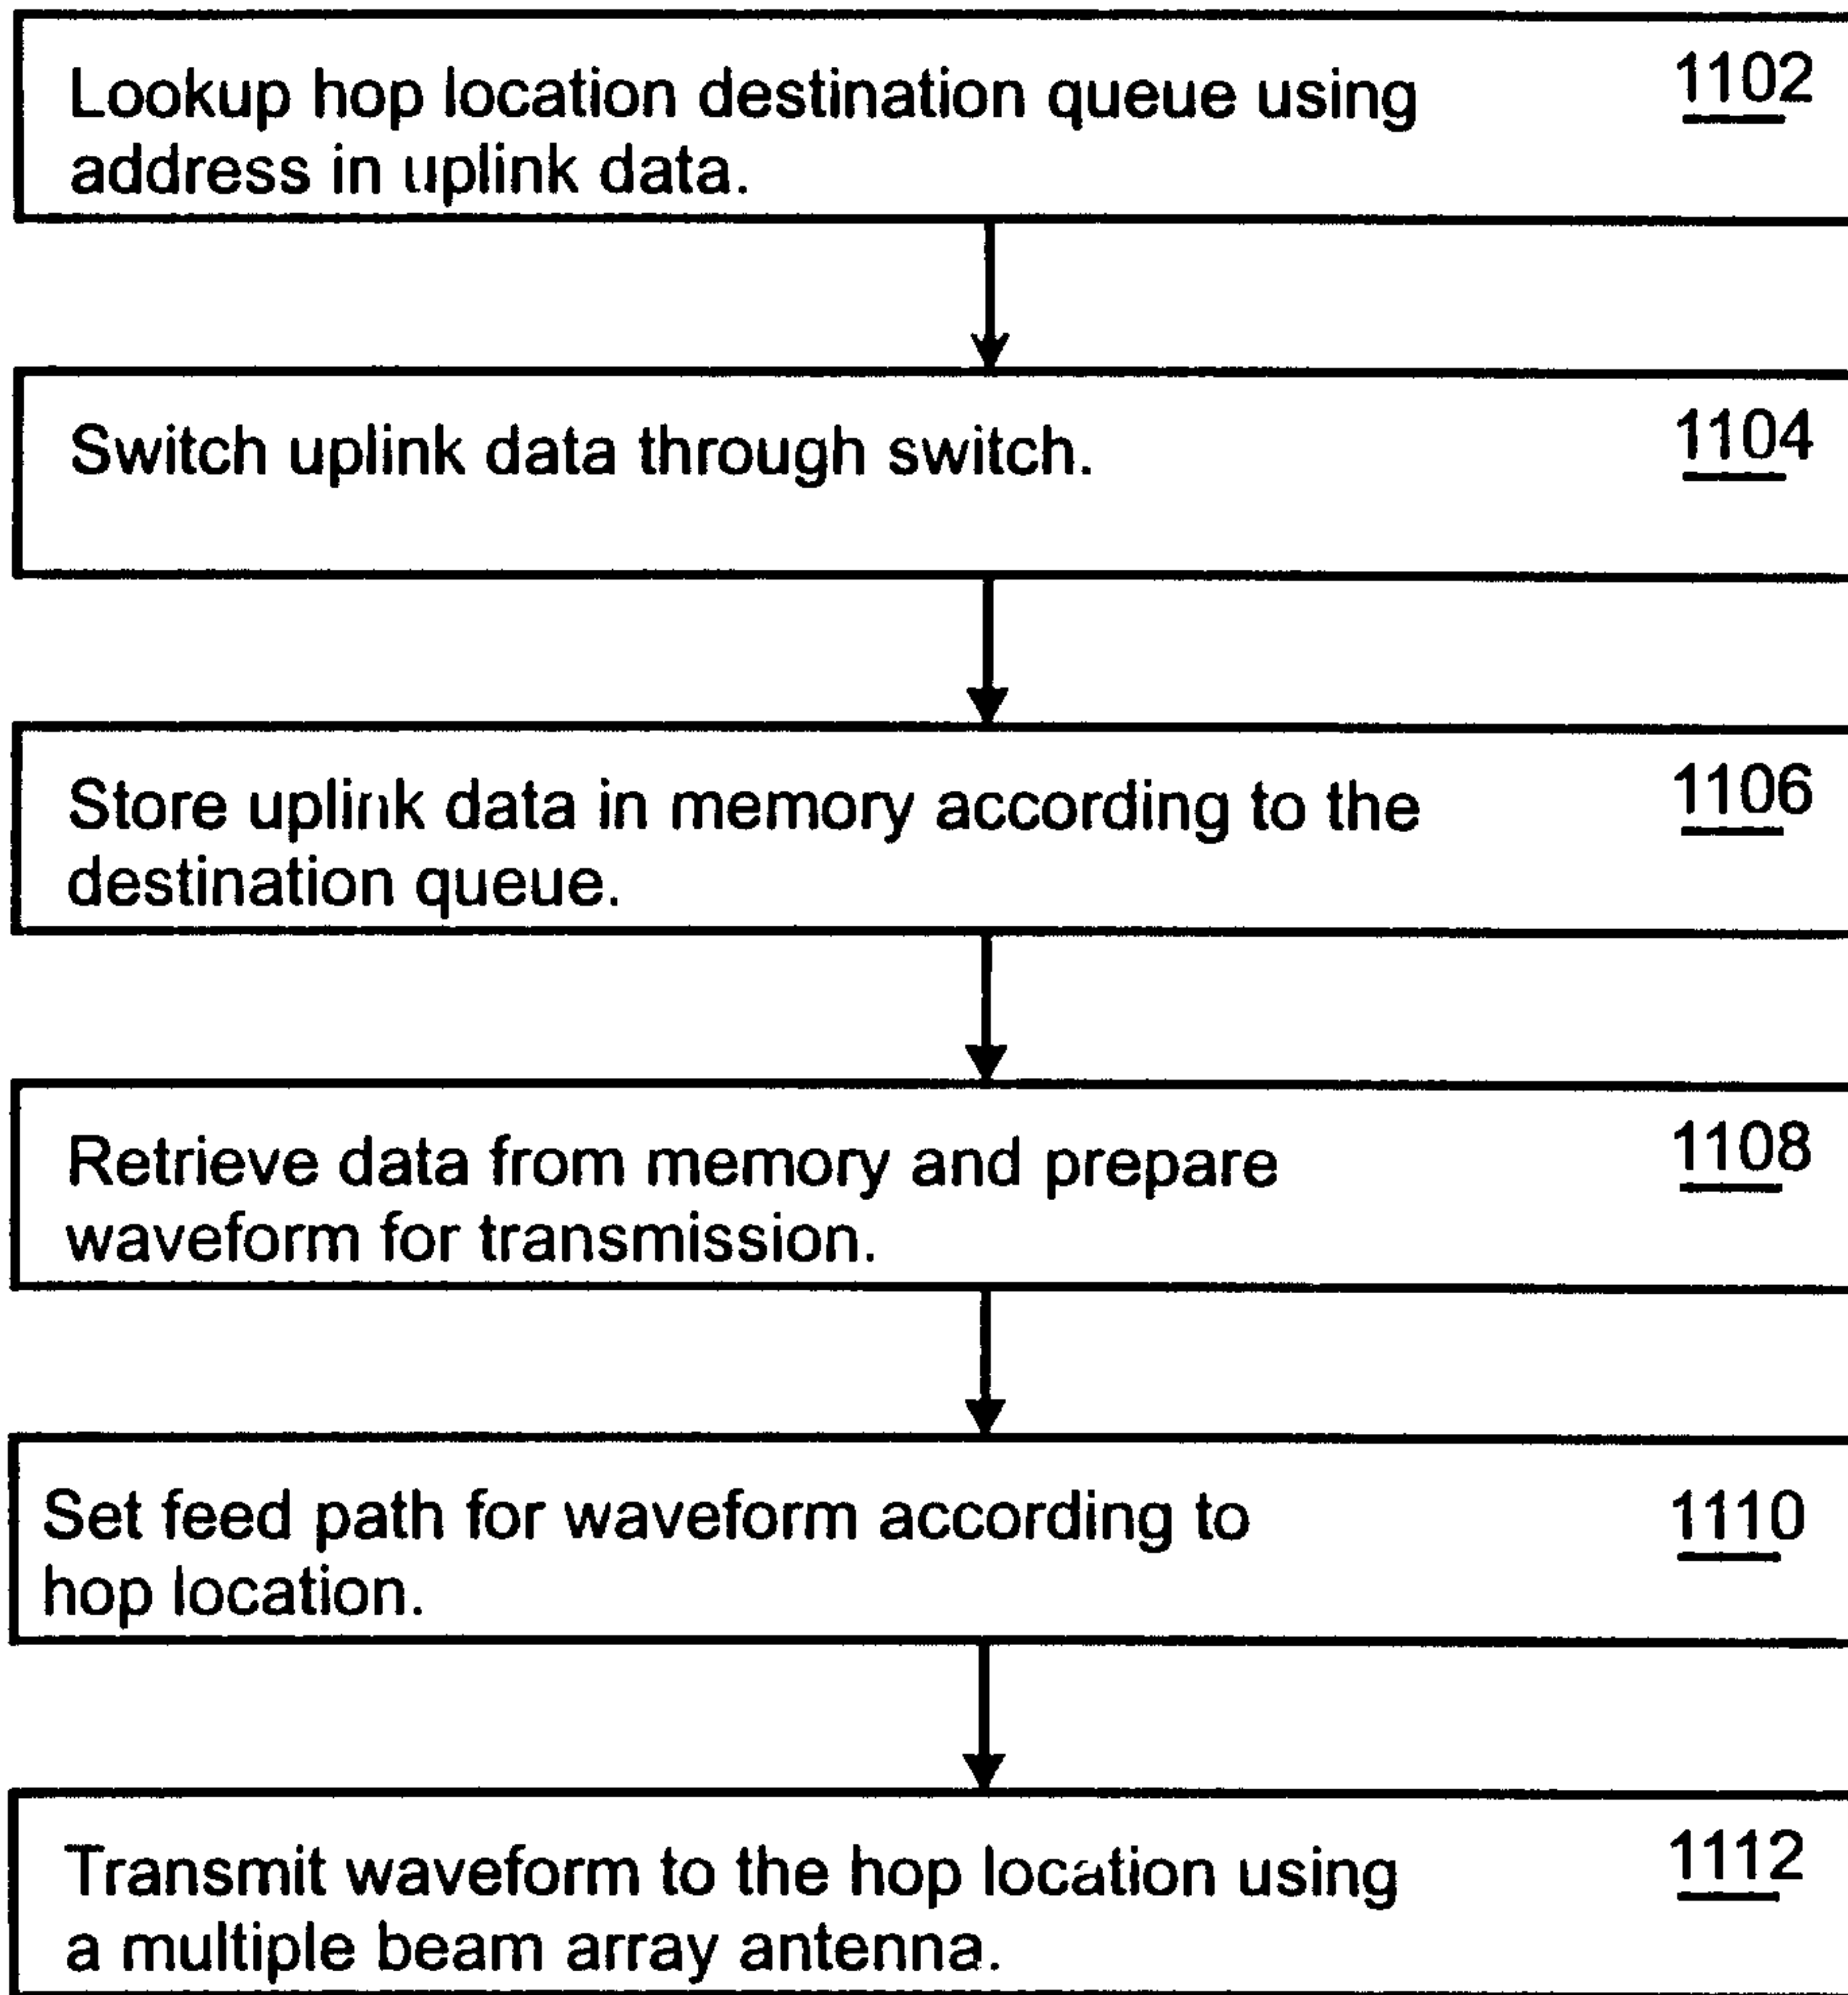 Lookup hop location destination queue using 1102
address in uplink data.
Switch uplink data through switch. 1104
Store uplink data in memory according to the 1106
destination queue.
Retrieve data from memory and prepare 1108
waveform for transmission.
Set feed path for waveform according to 1110
hop location.
Transmit waveform to the hop location using 1112
a multiple beam array antenna.